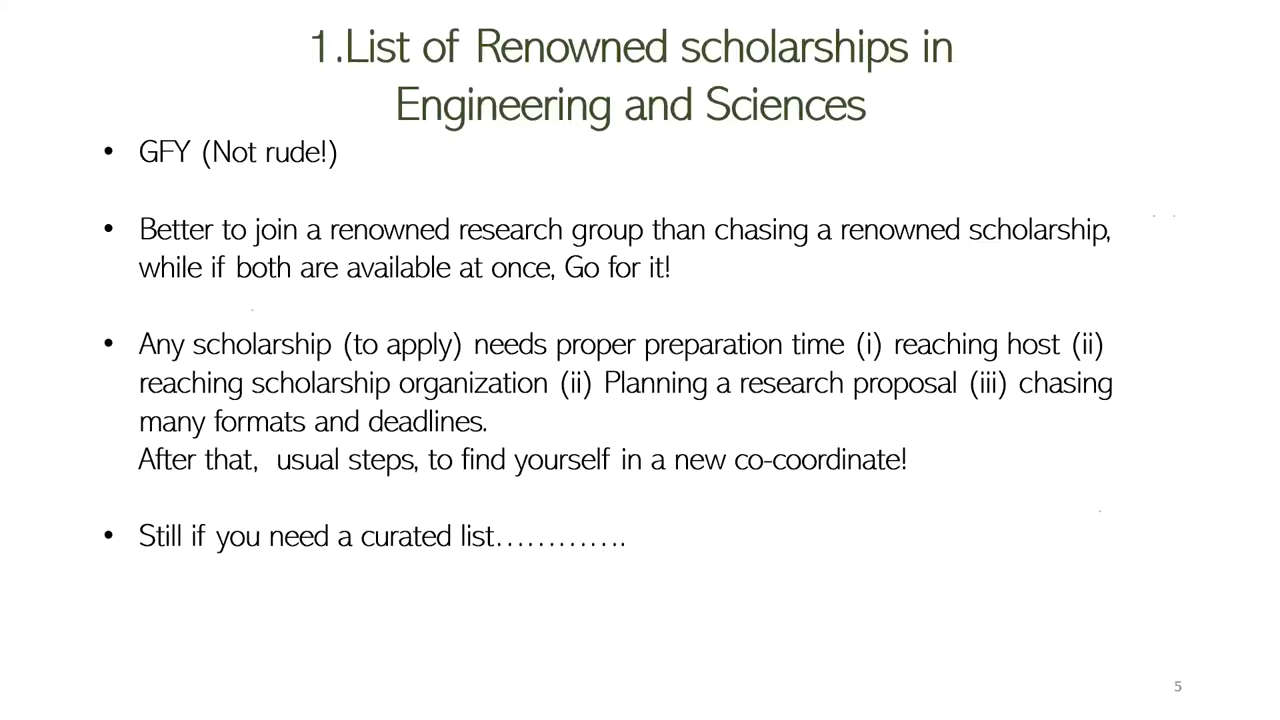 1.List of Renowned scholarships in
Engineering and Sciences
• GFY (Not rude!)
• Better to join a renowned research group than chasing a renowned scholarship,
while if both are available at once, Go for it!
• Any scholarship (to apply) needs proper preparation time (i) reaching host (ii)
reaching scholarship organization (ii) Planning a research proposal (iii) chasing
many formats and deadlines.
After that,  usual steps, to find yourself in a new co-coordinate!
• Still if you need a curated list………….
5